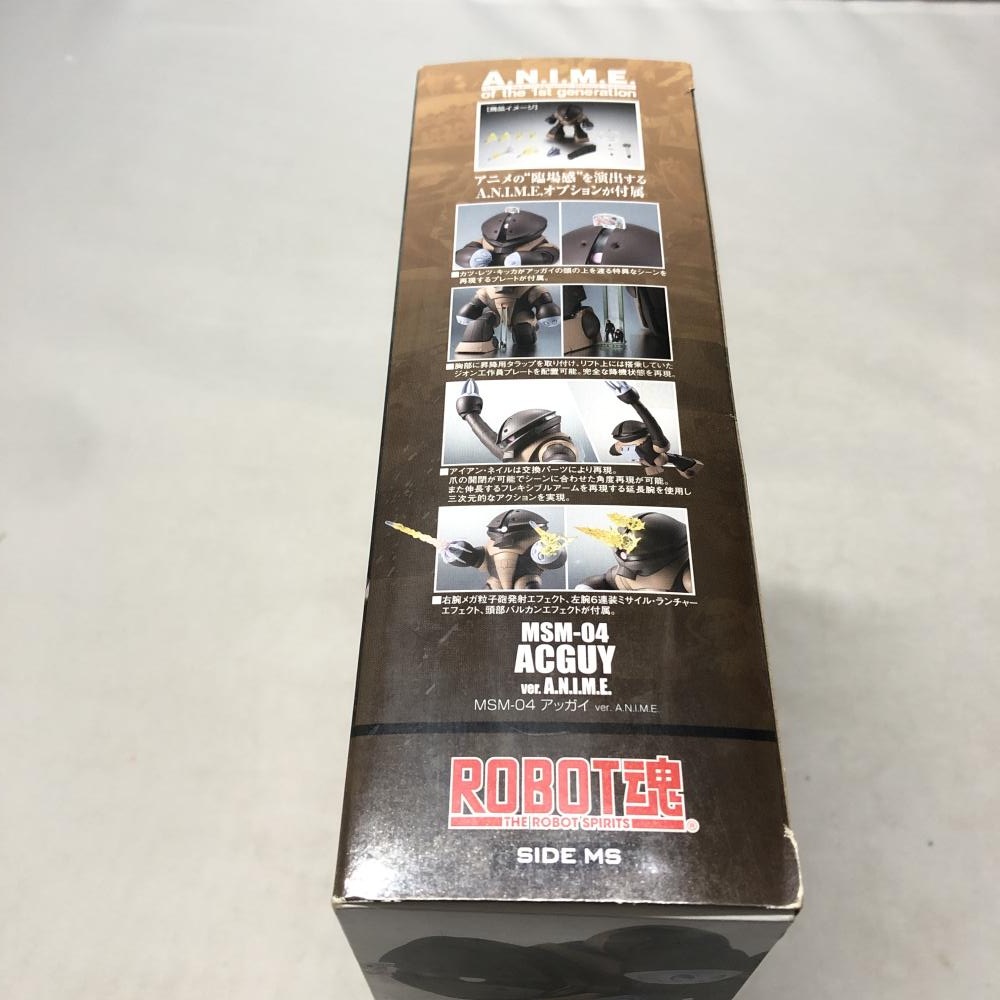 A.N.I.M.E.
of the 1st generation
[商品イメージ]
アニメの“臨場感”を演出する
A.N.I.M.E.オプションが付属
■カツ・レツ・キッカがアッガイの頭の上を渡る特異なシーンを
再現するプレートが付属。
■胸部に昇降用タラップを取り付け、リフト上には搭乗していた
ジオン工作員プレートを配置可能。完全な降機状態を再現。
■アイアン・ネイルは交換パーツにより再現。
爪の開閉が可能でシーンに合わせた角度再現が可能。
また伸長するフレキシブルアームを再現する延長腕を使用し
三次元的なアクションを実現。
■右腕メガ粒子砲発射エフェクト、左腕6連装ミサイル・ランチャー
エフェクト、頭部バルカンエフェクトが付属。
MSM-04
ACGUY
ver. A.N.I.M.E.
MSM-04 アッガイ ver. A.N.I.M.E.
ROBOT魂
THE ROBOT SPIRITS
®
SIDE MS